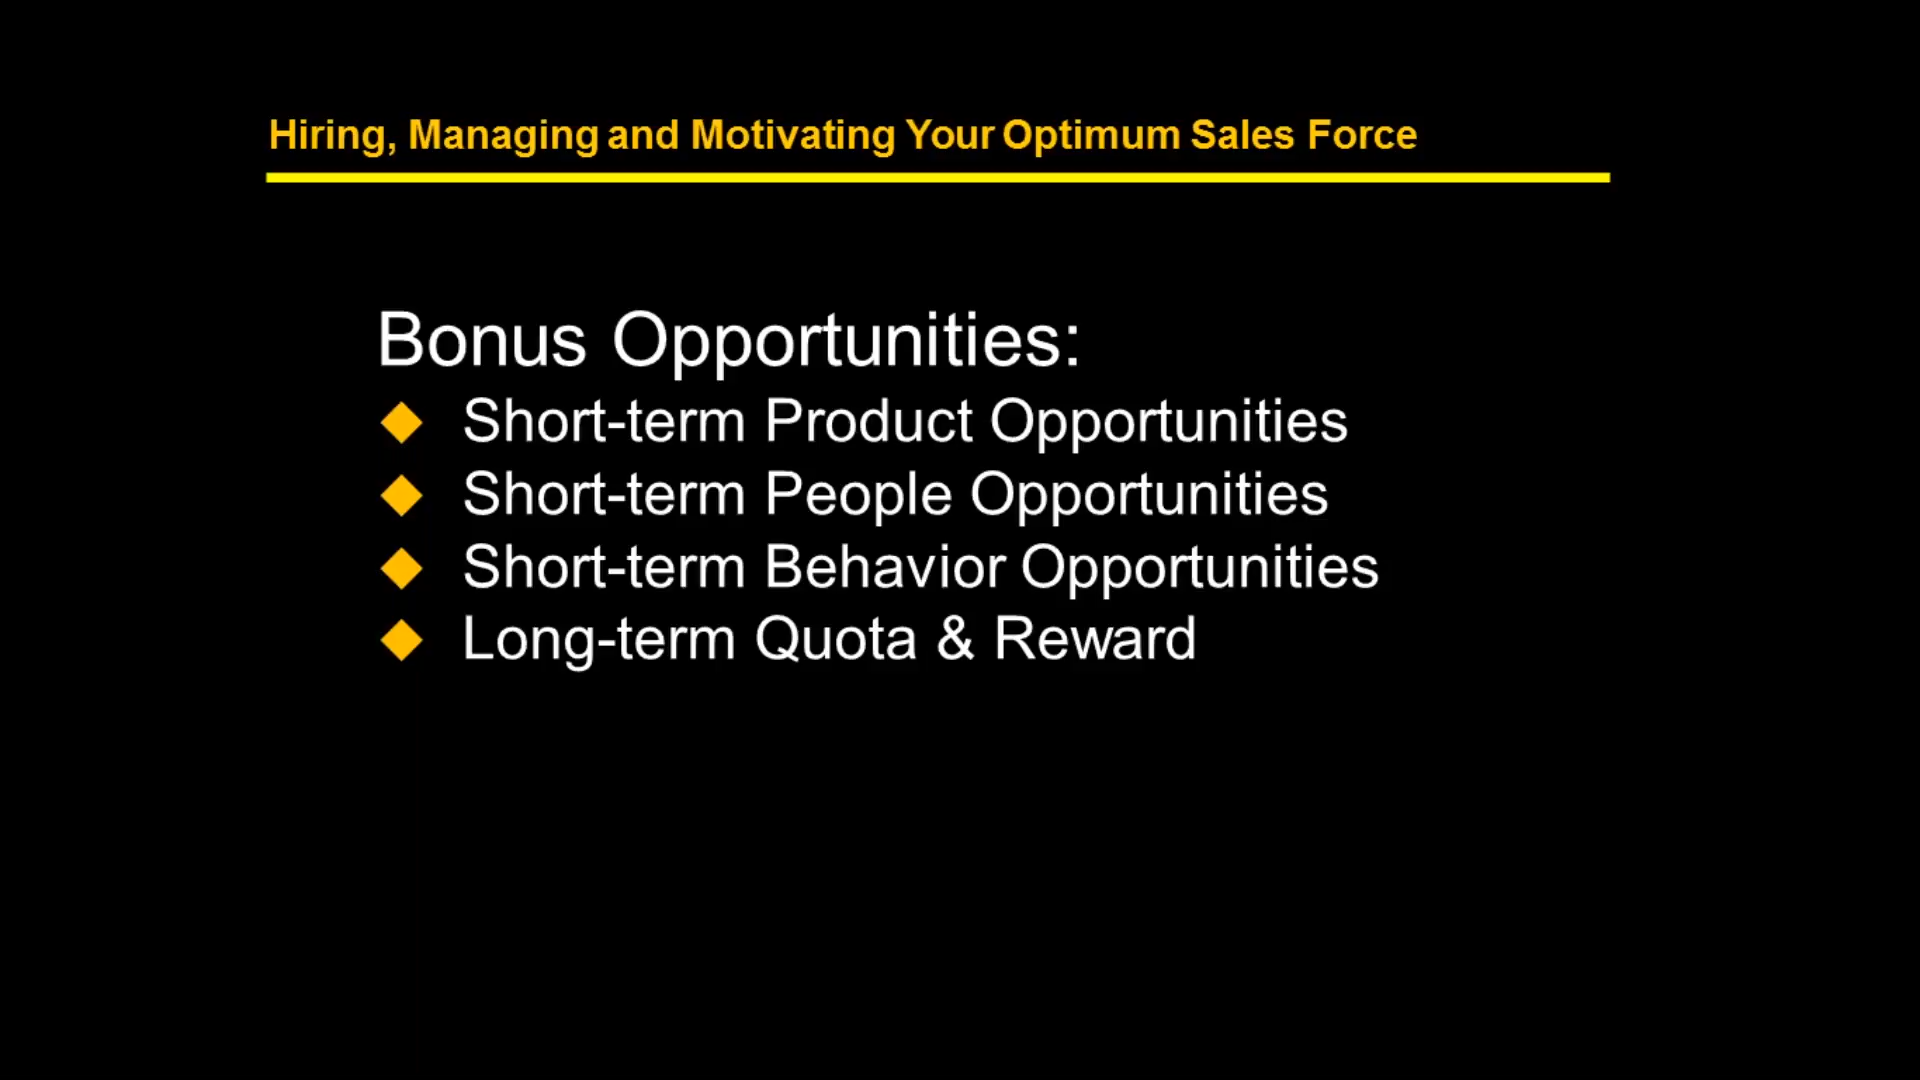 Hiring, Managing and Motivating Your Optimum Sales Force
Bonus Opportunities:
Short-term Product Opportunities
Short-term People Opportunities
Short-term Behavior Opportunities
Long-term Quota & Reward